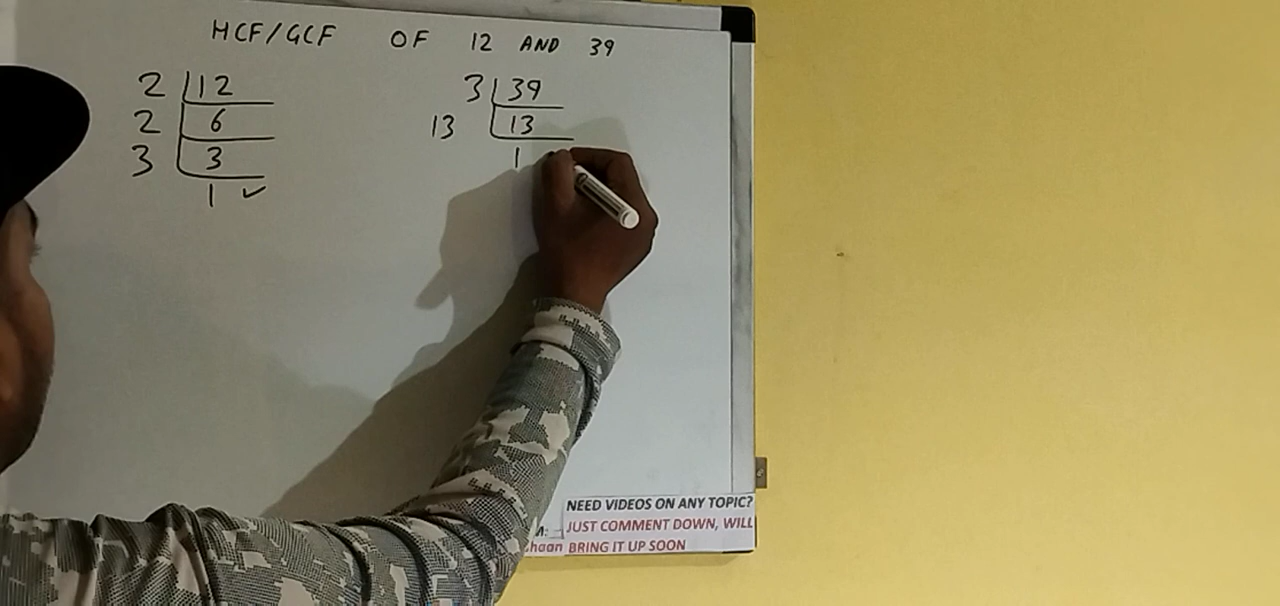 HCF/GCF OF 12 AND 39
2 12
2 6
3 3
1 ✓
3 39
13 13
1
NEED VIDEOS ON ANY TOPIC?
JUST COMMENT DOWN, WILL
BRING IT UP SOON